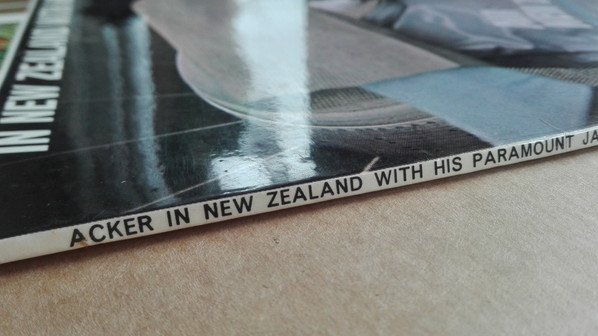 IN NEW ZEALAND
ACKER IN NEW ZEALAND WITH HIS PARAMOUNT JA